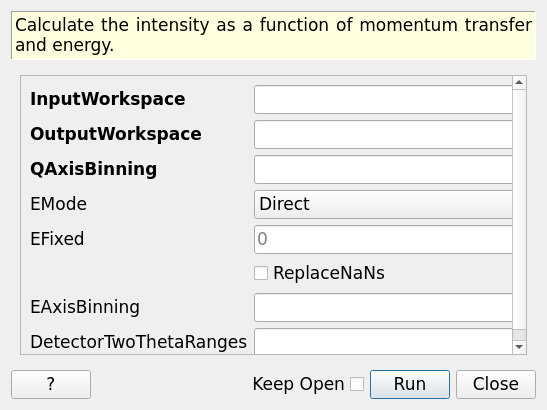 Calculate the intensity as a function of momentum transfer
and energy.
InputWorkspace
OutputWorkspace
QAxisBinning
EMode Direct
EFixed 0
ReplaceNaNs
EAxisBinning
DetectorTwoThetaRanges
? Keep Open Run Close